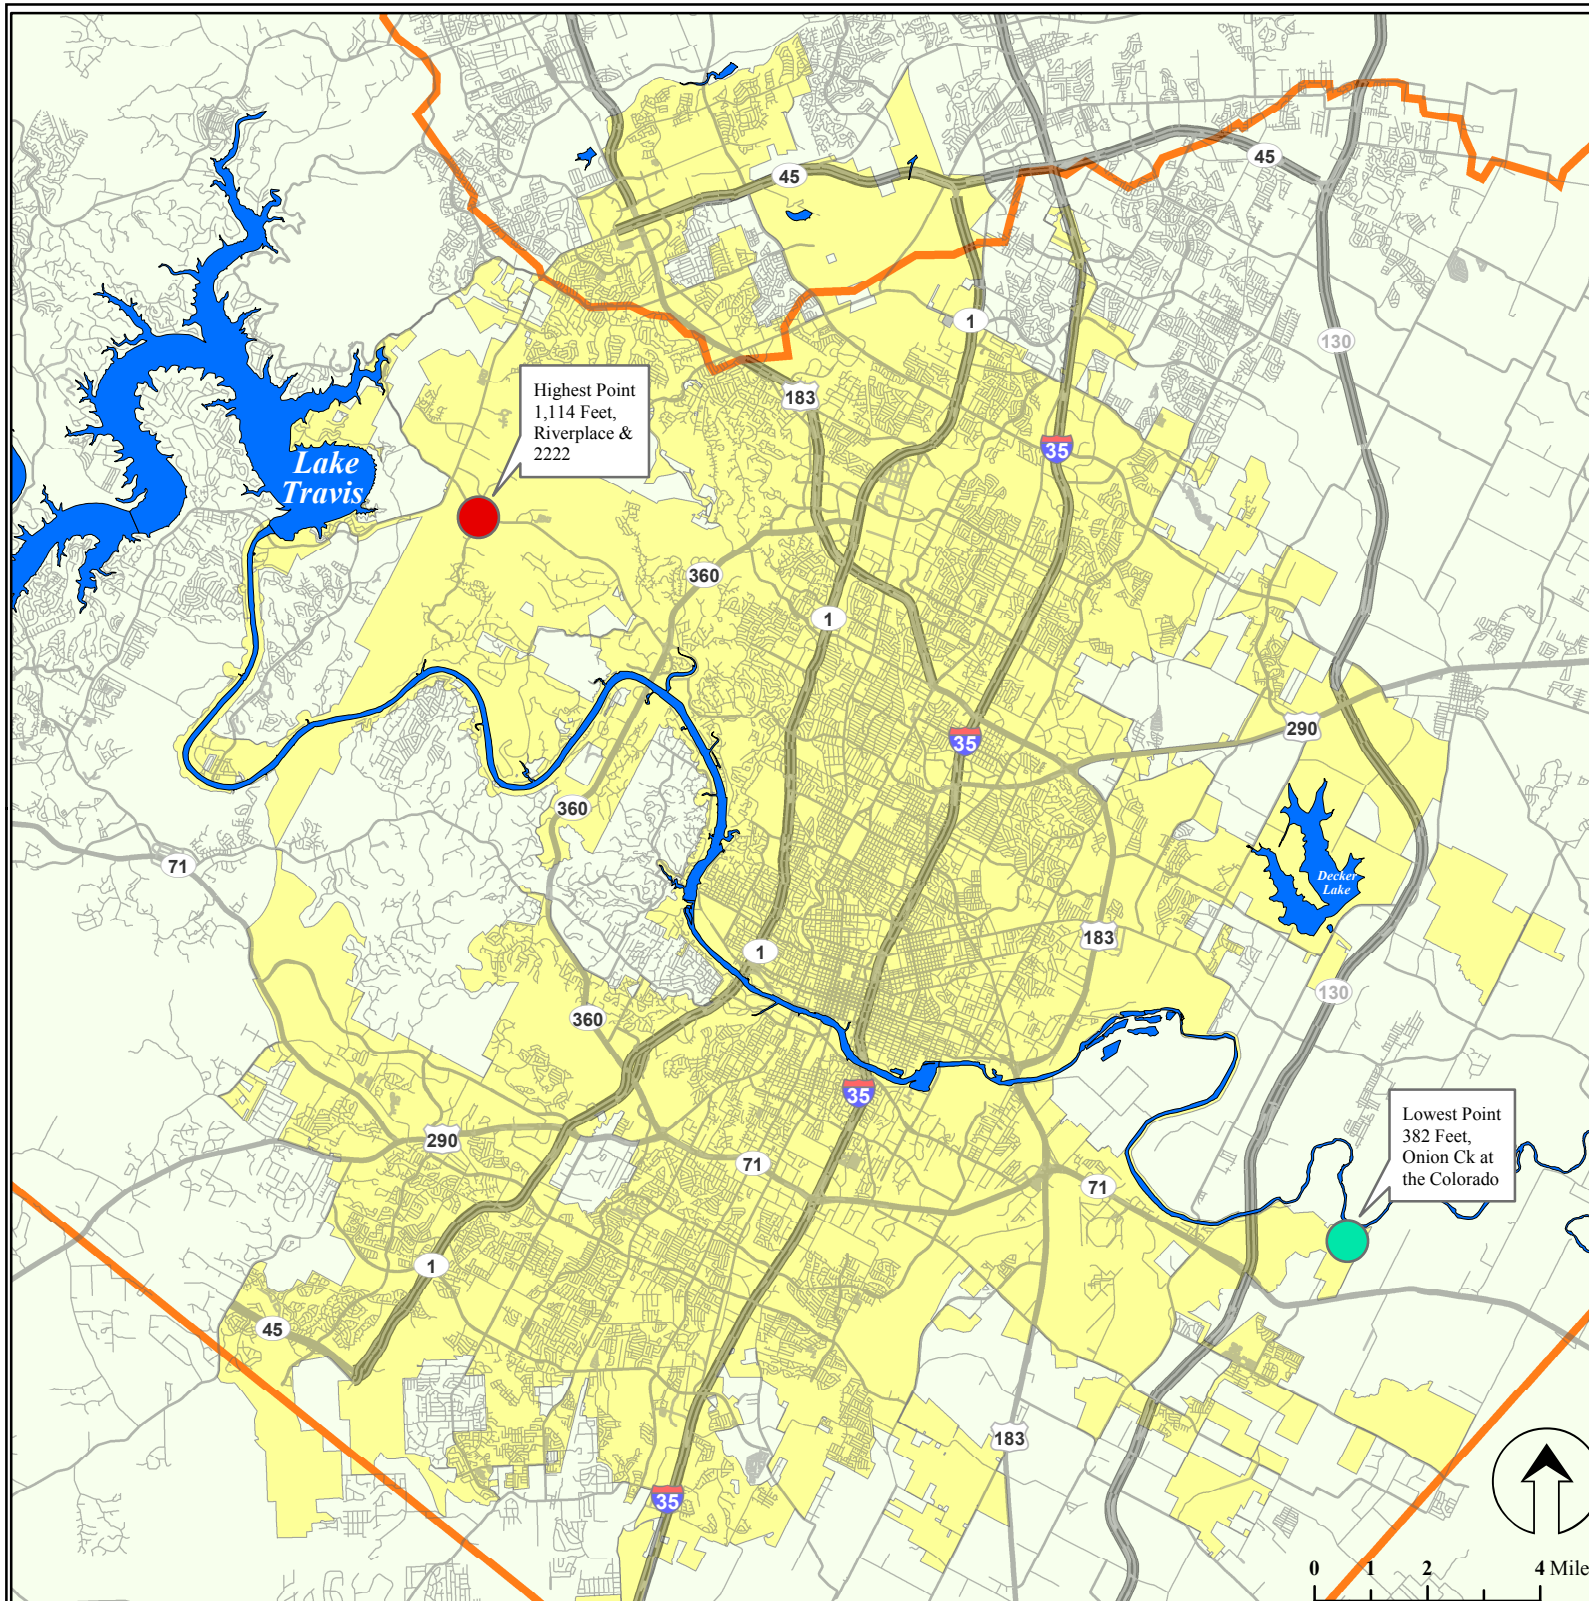 45
45
1
130
Highest Point
1,114 Feet,
Riverplace &
2222
183
35
Lake
Travis
360
1
290
35
360
71
Decker
Lake
183
1
130
360
35
Lowest Point
382 Feet,
Onion Ck at
the Colorado
290
71
71
1
45
183
35
0 1 2 4 Mile